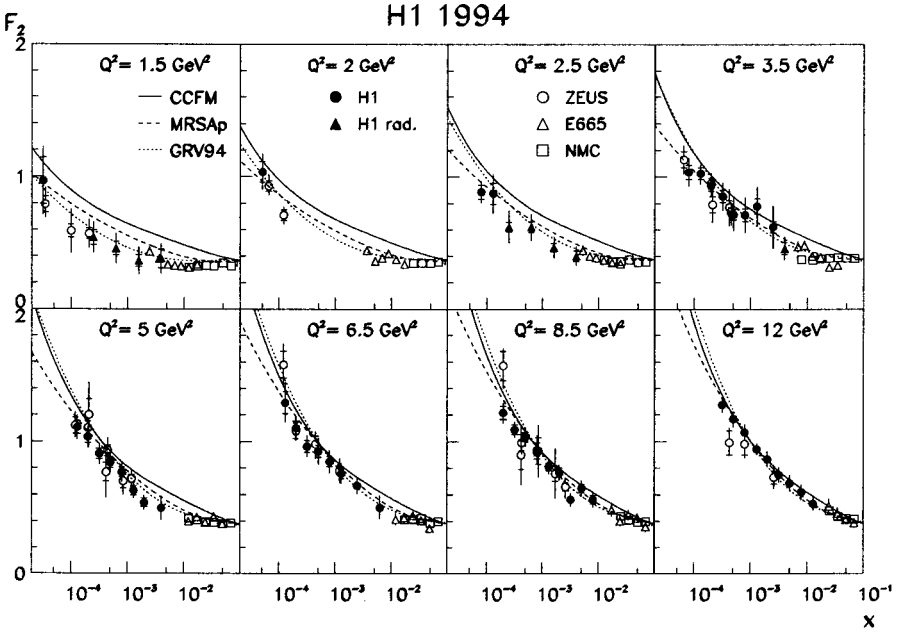 H1 1994
F₂
2
Q² = 1.5 GeV²
Q² = 2 GeV²
Q² = 2.5 GeV²
Q² = 3.5 GeV²
CCFM
MRSAp
GRV94
H1
H1 rad.
ZEUS
E665
NMC
1
0
2
Q² = 5 GeV²
Q² = 6.5 GeV²
Q² = 8.5 GeV²
Q² = 12 GeV²
1
0
10⁻⁴ 10⁻³ 10⁻² 10⁻⁴ 10⁻³ 10⁻² 10⁻⁴ 10⁻³ 10⁻² 10⁻⁴ 10⁻³ 10⁻² 10⁻¹
x